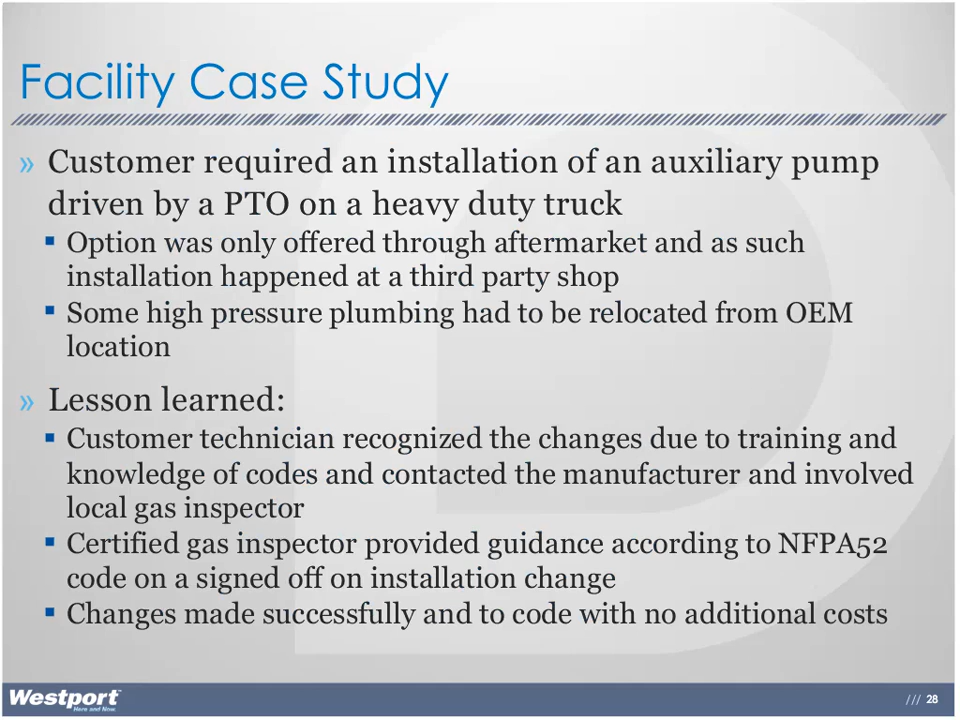 Facility Case Study
» Customer required an installation of an auxiliary pump
driven by a PTO on a heavy duty truck
▪ Option was only offered through aftermarket and as such
installation happened at a third party shop
▪ Some high pressure plumbing had to be relocated from OEM
location
» Lesson learned:
▪ Customer technician recognized the changes due to training and
knowledge of codes and contacted the manufacturer and involved
local gas inspector
▪ Certified gas inspector provided guidance according to NFPA52
code on a signed off on installation change
▪ Changes made successfully and to code with no additional costs
Westport™
Here and Now.
/// 28